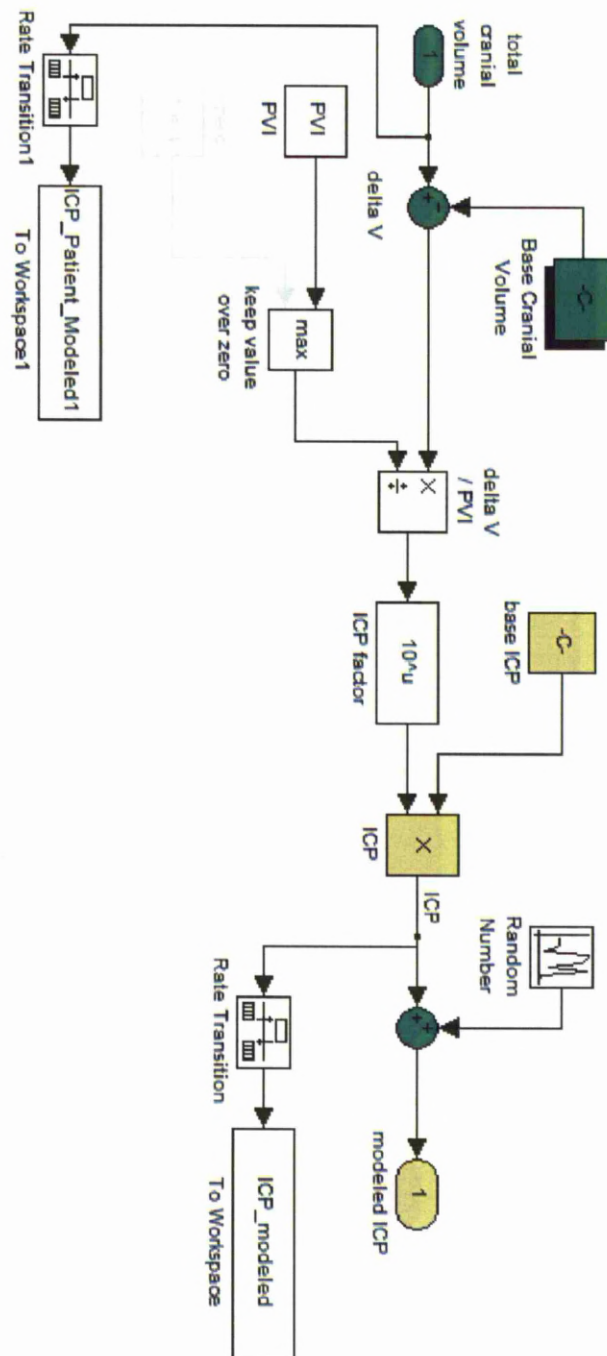 total
cranial
volume
1
Base Cranial
Volume
-C-
+-
delta V
PVI
PVI
max
keep value
over zero
×
÷
delta V
/ PVI
10^u
ICP factor
base ICP
-C-
×
ICP
ICP
Random
Number
++
1
modeled ICP
Rate Transition
ICP_modeled
To Workspace
Rate Transition1
ICP_Patient_Modeled1
To Workspace1